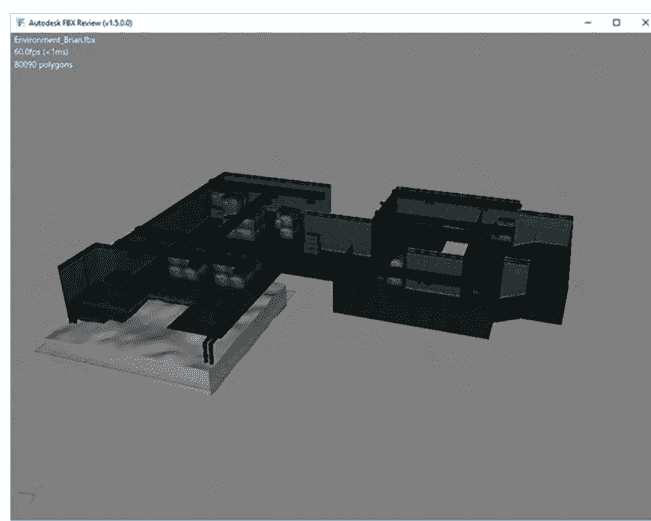 Autodesk FBX Review (v1.5.0.0)
Environment_Brian.fbx
60.0fps (<1ms)
80090 polygons